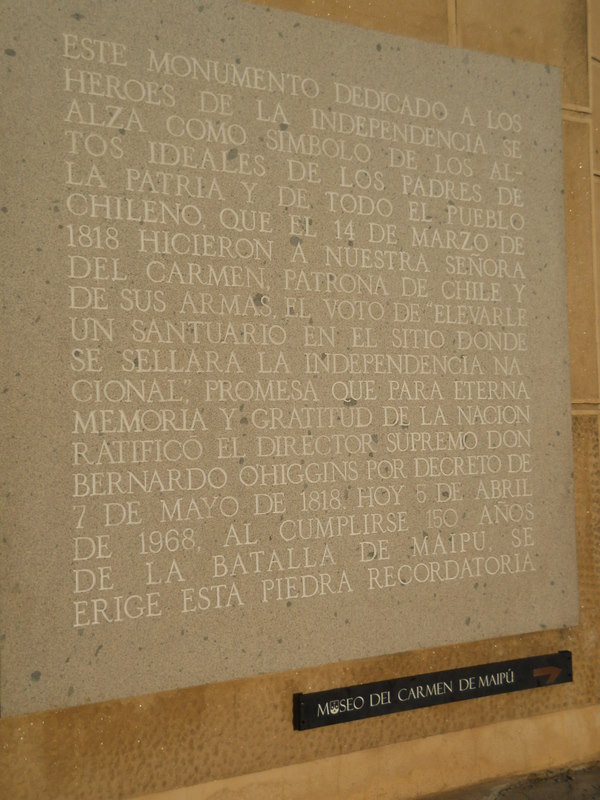 ESTE MONUMENTO DEDICADO A LOS
HEROES DE LA INDEPENDENCIA SE
ALZA COMO SIMBOLO DE LOS AL-
TOS IDEALES DE LOS PADRES DE
LA PATRIA Y DE TODO EL PUEBLO
CHILENO, QUE EL 14 DE MARZO DE
1818 HICIERON A NUESTRA SEÑORA
DEL CARMEN, PATRONA DE CHILE Y
DE SUS ARMAS, EL VOTO DE "ELEVARLE
UN SANTUARIO EN EL SITIO DONDE
SE SELLARA LA INDEPENDENCIA NA
CIONAL", PROMESA QUE PARA ETERNA
MEMORIA Y GRATITUD DE LA NACION
RATIFICÓ EL DIRECTOR SUPREMO DON
BERNARDO O'HIGGINS POR DECRETO DE
7 DE MAYO DE 1818. HOY 5 DE ABRIL
DE 1968, AL CUMPLIRSE 150 AÑOS
DE LA BATALLA DE MAIPU, SE
ERIGE ESTA PIEDRA RECORDATORIA
MUSEO DEL CARMEN DE MAIPÚ